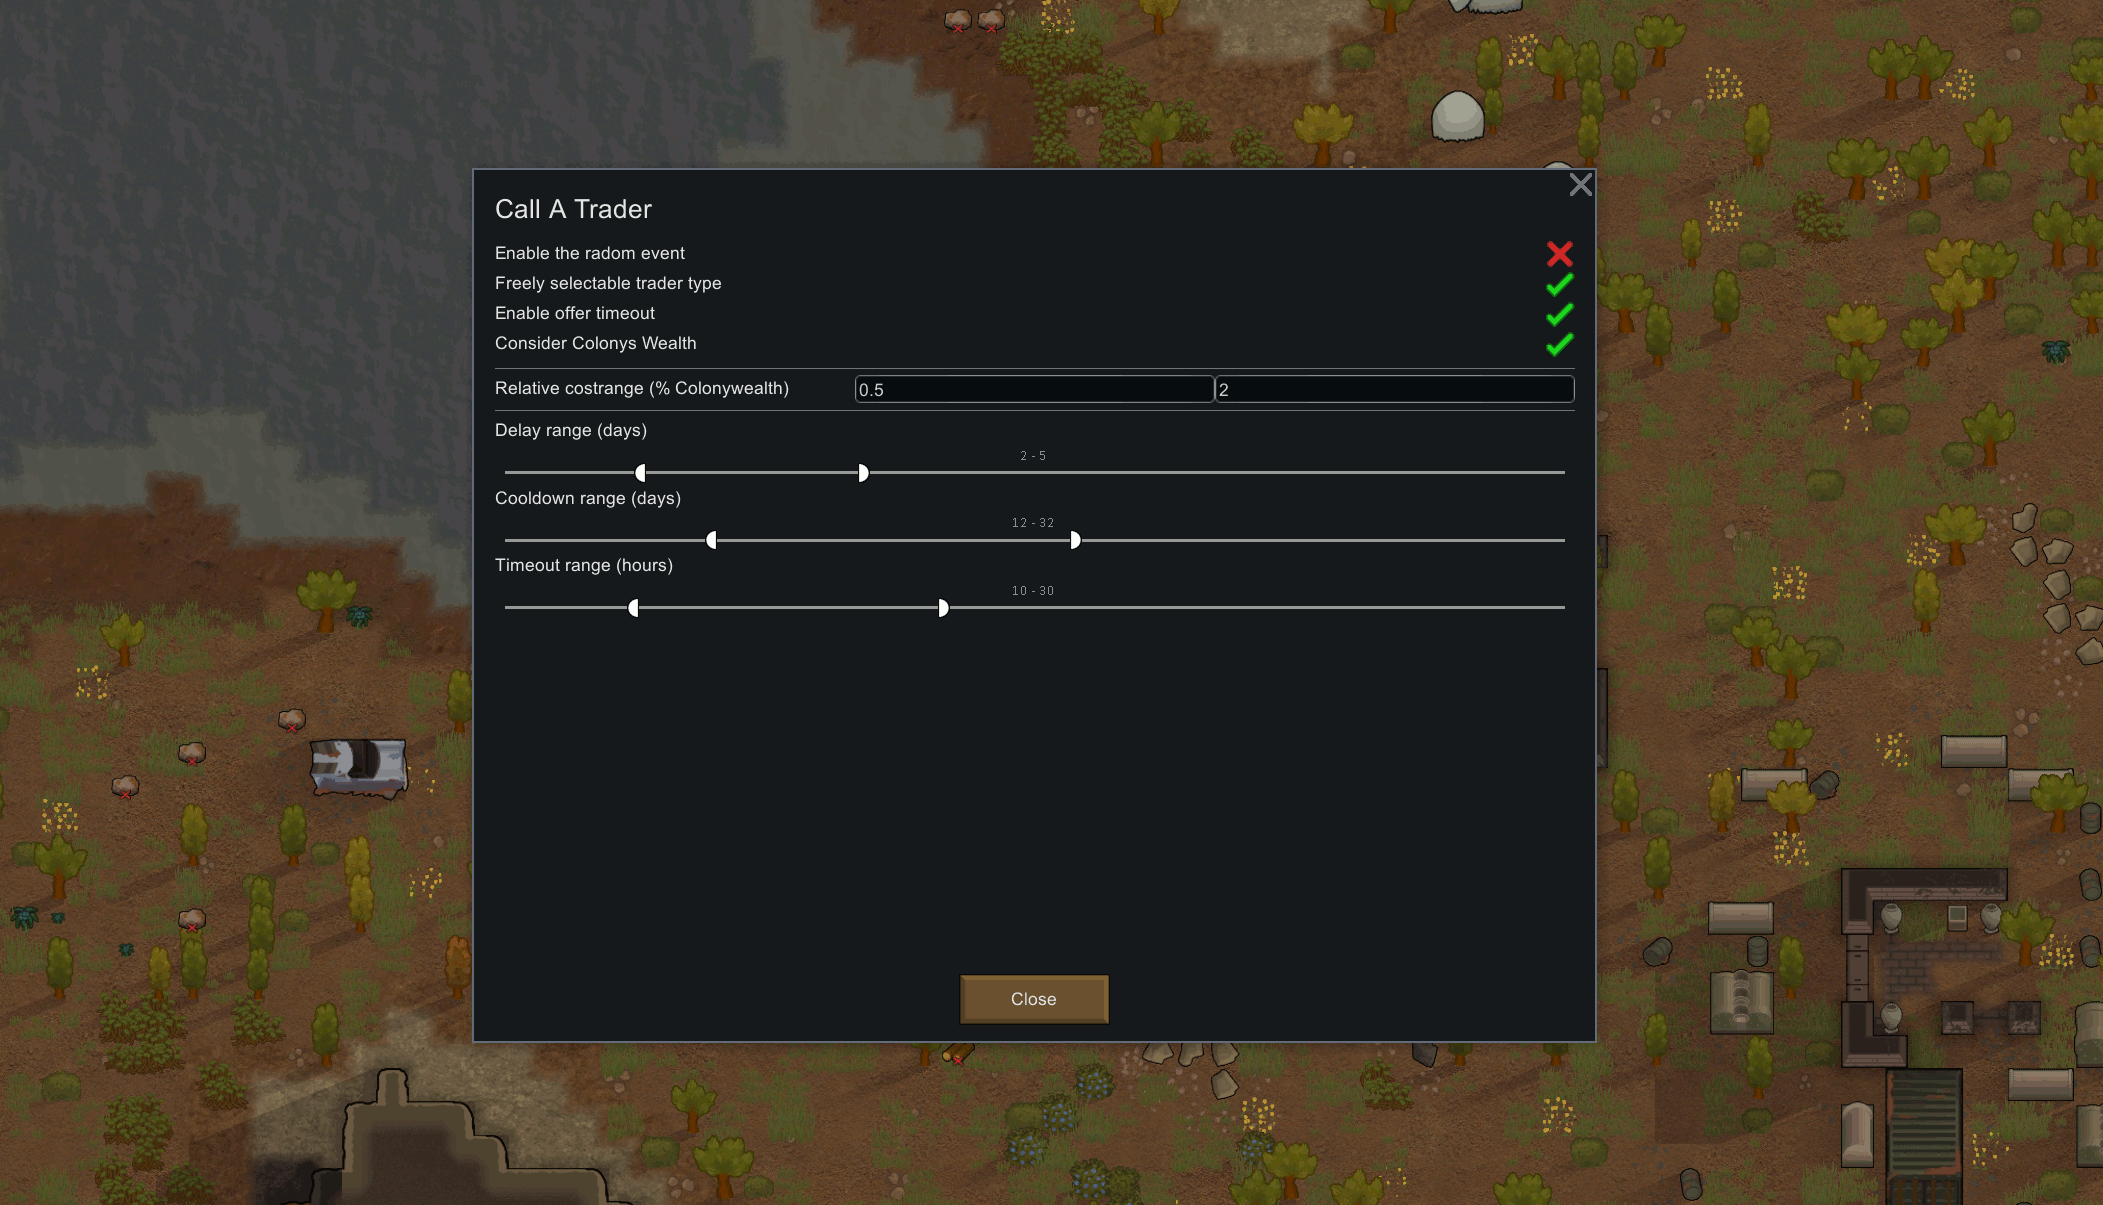 Call A Trader
Enable the radom event
Freely selectable trader type
Enable offer timeout
Consider Colonys Wealth
Relative costrange (% Colonywealth) 0.5 2
Delay range (days)
2 - 5
Cooldown range (days)
12 - 32
Timeout range (hours)
10 - 30
Close